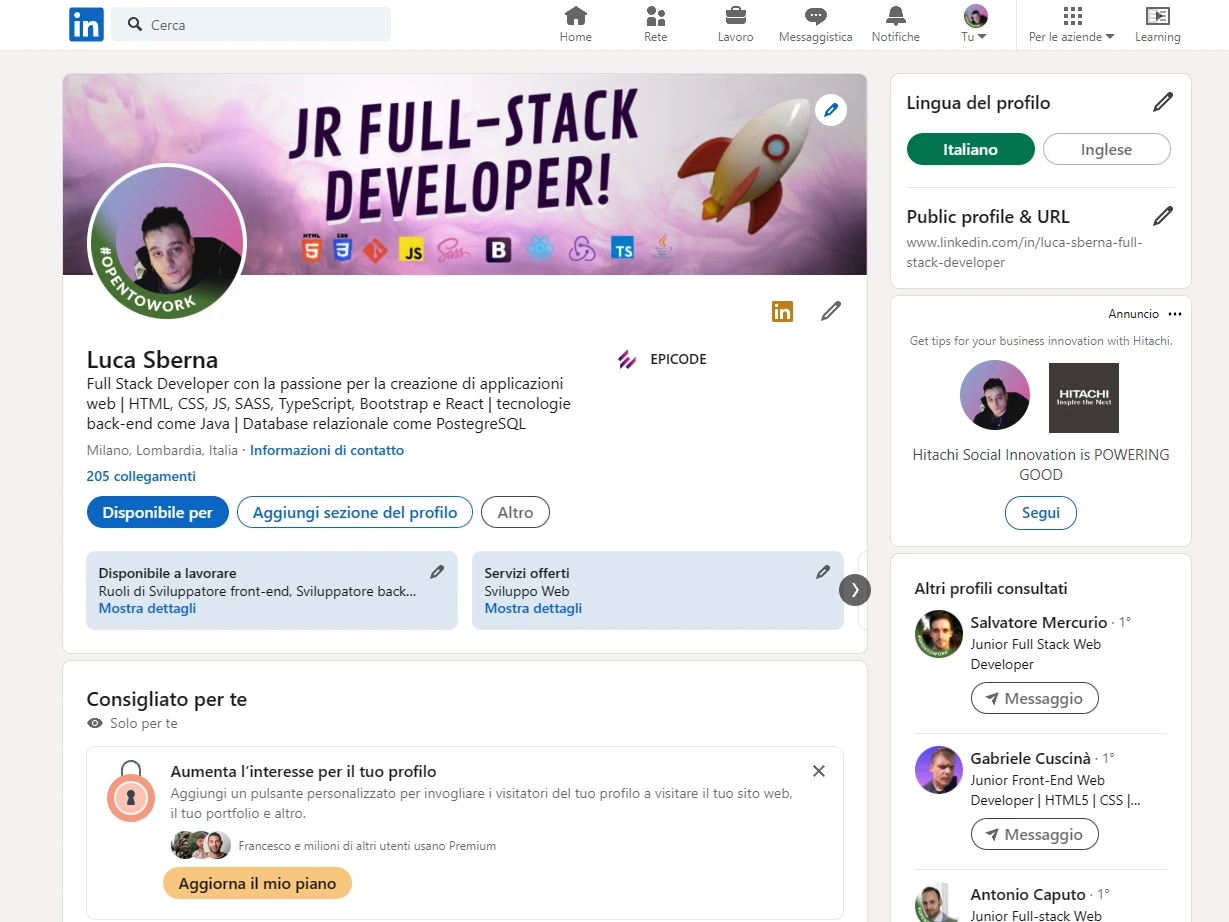 in
Cerca
Home
Rete
Lavoro
Messaggistica
Notifiche
Tu
Per le aziende
Learning
JR FULL-STACK
DEVELOPER!
HTML
5
CSS
3
JS
Sass
B
TS
Java
#OPENTOWORK
in
Luca Sberna
EPICODE
Full Stack Developer con la passione per la creazione di applicazioni
web | HTML, CSS, JS, SASS, TypeScript, Bootstrap e React | tecnologie
back-end come Java | Database relazionale come PostegreSQL
Milano, Lombardia, Italia · Informazioni di contatto
205 collegamenti
Disponibile per
Aggiungi sezione del profilo
Altro
Disponibile a lavorare
Ruoli di Sviluppatore front-end, Sviluppatore back...
Mostra dettagli
Servizi offerti
Sviluppo Web
Mostra dettagli
Consigliato per te
Solo per te
Aumenta l’interesse per il tuo profilo
Aggiungi un pulsante personalizzato per invogliare i visitatori del tuo profilo a visitare il tuo sito web,
il tuo portfolio e altro.
Francesco e milioni di altri utenti usano Premium
Aggiorna il mio piano
Lingua del profilo
Italiano
Inglese
Public profile & URL
www.linkedin.com/in/luca-sberna-full-
stack-developer
Annuncio
Get tips for your business innovation with Hitachi.
HITACHI
Inspire the Next
Hitachi Social Innovation is POWERING
GOOD
Segui
Altri profili consultati
#OPENTOWORK
Salvatore Mercurio · 1°
Junior Full Stack Web
Developer
Messaggio
Gabriele Cuscinà · 1°
Junior Front-End Web
Developer | HTML5 | CSS |...
Messaggio
Antonio Caputo · 1°
Junior Full-stack Web